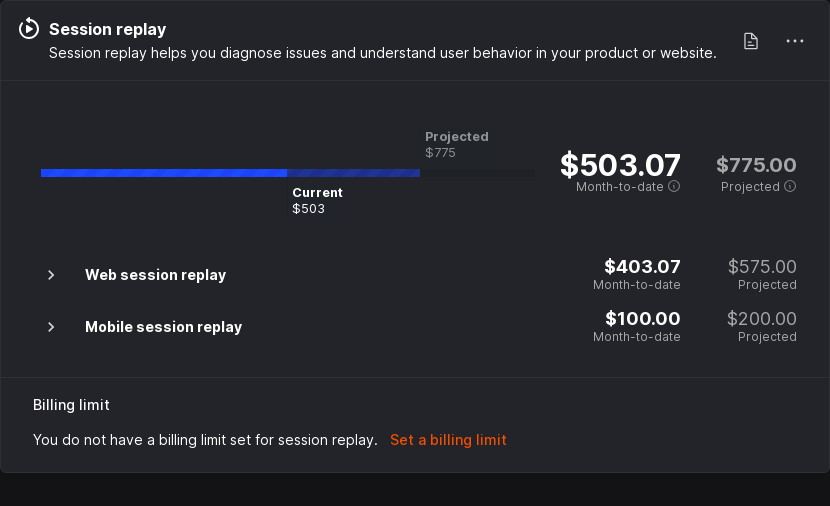 Session replay
Session replay helps you diagnose issues and understand user behavior in your product or website.
Projected
$775
Current
$503
$503.07
Month-to-date
$775.00
Projected
Web session replay
$403.07
Month-to-date
$575.00
Projected
Mobile session replay
$100.00
Month-to-date
$200.00
Projected
Billing limit
You do not have a billing limit set for session replay. Set a billing limit